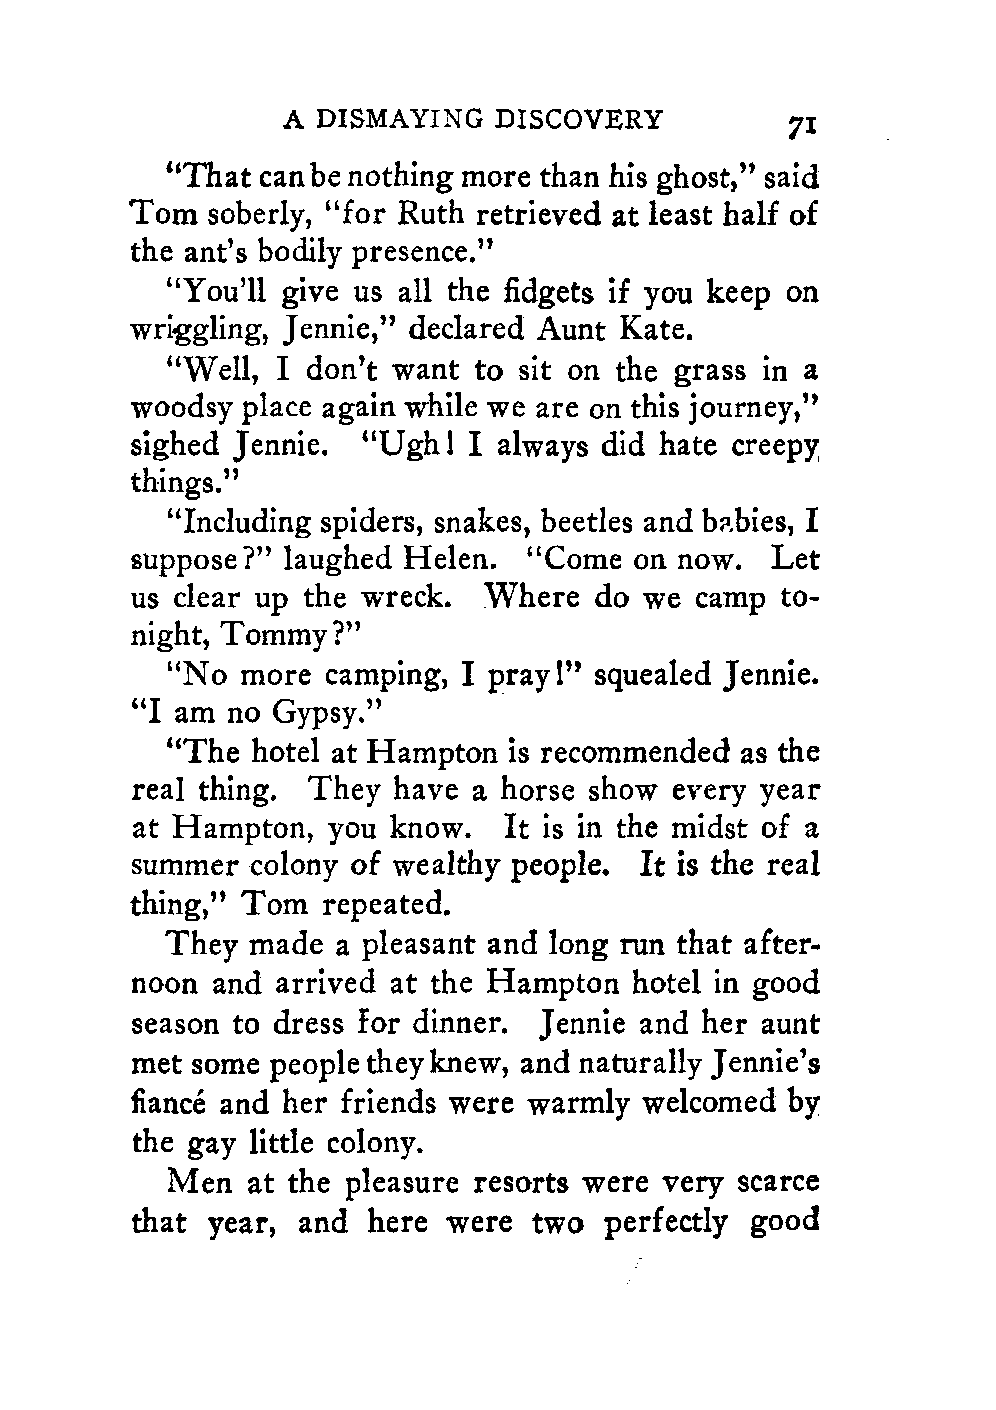 A DISMAYING DISCOVERY 71
“That can be nothing more than his ghost,” said
Tom soberly, “for Ruth retrieved at least half of
the ant’s bodily presence.”
“You’ll give us all the fidgets if you keep on
wriggling, Jennie,” declared Aunt Kate.
“Well, I don’t want to sit on the grass in a
woodsy place again while we are on this journey,”
sighed Jennie. “Ugh! I always did hate creepy
things.”
“Including spiders, snakes, beetles and babies, I
suppose?” laughed Helen. “Come on now. Let
us clear up the wreck. Where do we camp to-
night, Tommy?”
“No more camping, I pray!” squealed Jennie.
“I am no Gypsy.”
“The hotel at Hampton is recommended as the
real thing. They have a horse show every year
at Hampton, you know. It is in the midst of a
summer colony of wealthy people. It is the real
thing,” Tom repeated.
They made a pleasant and long run that after-
noon and arrived at the Hampton hotel in good
season to dress for dinner. Jennie and her aunt
met some people they knew, and naturally Jennie’s
fiancé and her friends were warmly welcomed by
the gay little colony.
Men at the pleasure resorts were very scarce
that year, and here were two perfectly good